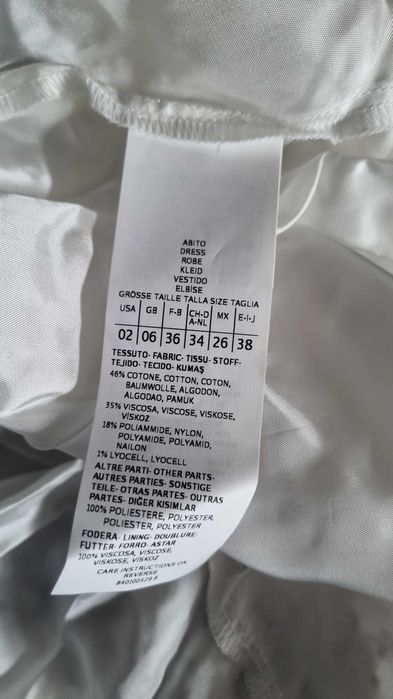 ABITO
DRESS
ROBE
KLEID
VESTIDO
ELBİSE
GRÖSSE TAILLE TALLA SIZE TAGLIA
USA GB F-B CH-D A-NL MX E-I-J
02 06 36 34 26 38
TESSUTO- FABRIC- TISSU- STOFF-
TEJIDO- TECIDO- KUMAŞ
46% COTONE, COTTON, COTON,
BAUMWOLLE, ALGODON,
ALGODAO, PAMUK
35% VISCOSA, VISCOSE, VISKOSE,
VİSKOZ
18% POLIAMMIDE, NYLON,
POLYAMIDE, POLYAMID,
NAILON
1% LYOCELL, LYOCELL
ALTRE PARTI- OTHER PARTS-
AUTRES PARTIES- SONSTIGE
TEILE- OTRAS PARTES- OUTRAS
PARTES- DİĞER KISIMLAR
100% POLIESTERE, POLYESTER,
POLIESTER, POLYESTER
FODERA- LINING- DOUBLURE-
FUTTER- FORRO- ASTAR
100% VISCOSA, VISCOSE,
VISKOSE, VİSKOZ
CARE INSTRUCTIONS ON
REVERSE